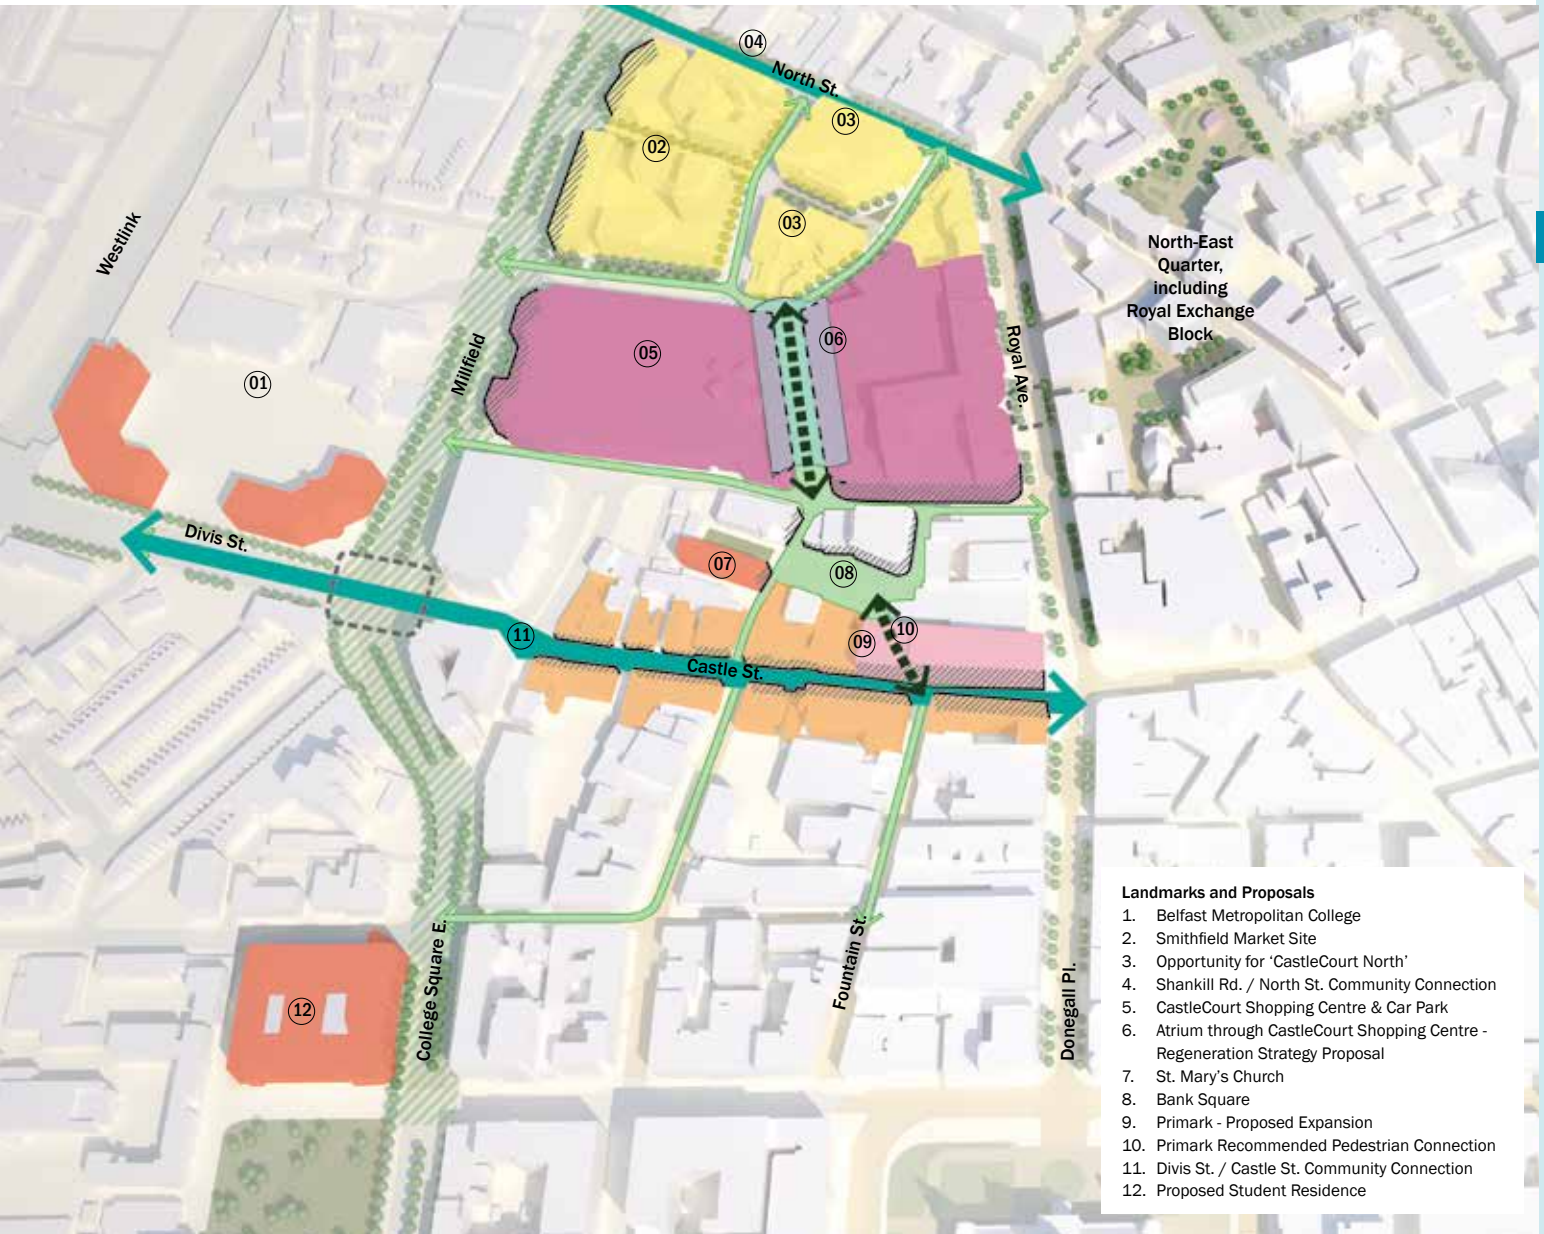 04
North St.
03
02
03
Westlink
North-East
Quarter,
including
Royal Exchange
Block
06
05
Royal Ave.
Millfield
01
Divis St.
07
08
11
09
10
Castle St.
12
College Square E.
Fountain St.
Donegall Pl.
Landmarks and Proposals
1. Belfast Metropolitan College
2. Smithfield Market Site
3. Opportunity for ‘CastleCourt North’
4. Shankill Rd. / North St. Community Connection
5. CastleCourt Shopping Centre & Car Park
6. Atrium through CastleCourt Shopping Centre -
Regeneration Strategy Proposal
7. St. Mary’s Church
8. Bank Square
9. Primark - Proposed Expansion
10. Primark Recommended Pedestrian Connection
11. Divis St. / Castle St. Community Connection
12. Proposed Student Residence